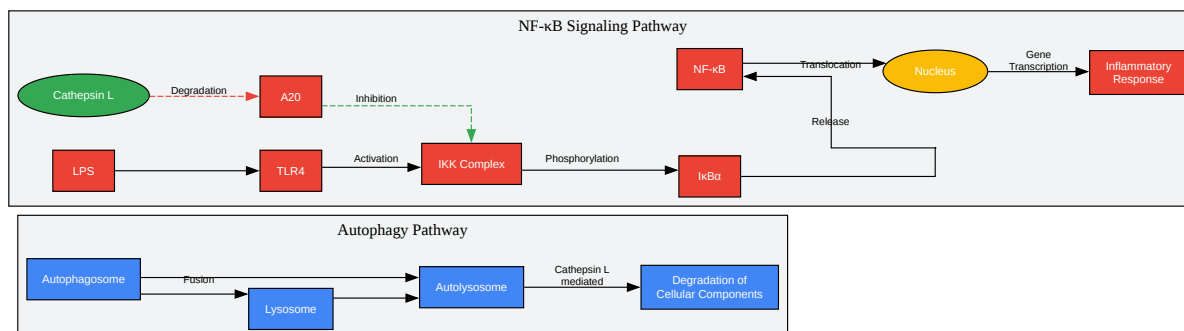 NF-κB Signaling Pathway
Cathepsin L
Degradation
A20
Inhibition
NF-κB
Translocation
Nucleus
Gene
Transcription
Inflammatory
Response
Release
LPS
TLR4
Activation
IKK Complex
Phosphorylation
IκBα
Autophagy Pathway
Autophagosome
Fusion
Lysosome
Autolysosome
Cathepsin L
mediated
Degradation of
Cellular Components